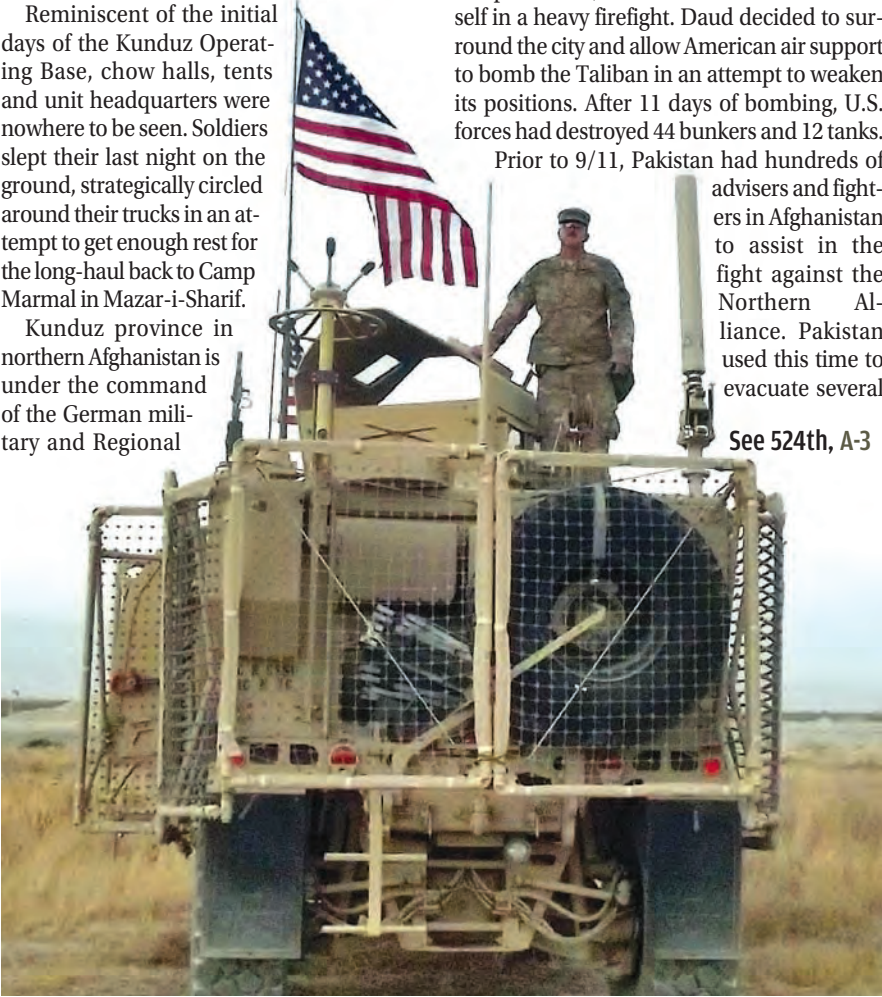 Reminiscent of the initial
days of the Kunduz Operat-
ing Base, chow halls, tents
and unit headquarters were
nowhere to be seen. Soldiers
slept their last night on the
ground, strategically circled
around their trucks in an at-
tempt to get enough rest for
the long-haul back to Camp
Marmal in Mazar-i-Sharif.
Kunduz province in
northern Afghanistan is
under the command
of the German mili-
tary and Regional
self in a heavy firefight. Daud decided to sur-
round the city and allow American air support
to bomb the Taliban in an attempt to weaken
its positions. After 11 days of bombing, U.S.
forces had destroyed 44 bunkers and 12 tanks.
Prior to 9/11, Pakistan had hundreds of
advisers and fight-
ers in Afghanistan
to assist in the
fight against the
Northern Al-
liance. Pakistan
used this time to
evacuate several
See 524th, A-3